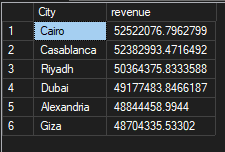 City revenue
1 Cairo 52522076.7962799
2 Casablanca 52382993.4716492
3 Riyadh 50364375.8333588
4 Dubai 49177483.8466187
5 Alexandria 48844458.9944
6 Giza 48704335.53302